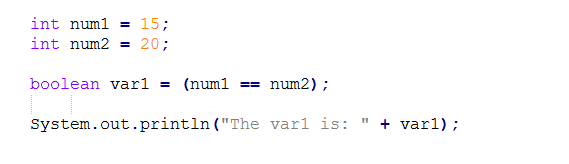 int num1 = 15;
int num2 = 20;
boolean var1 = (num1 == num2);
System.out.println("The var1 is: " + var1);